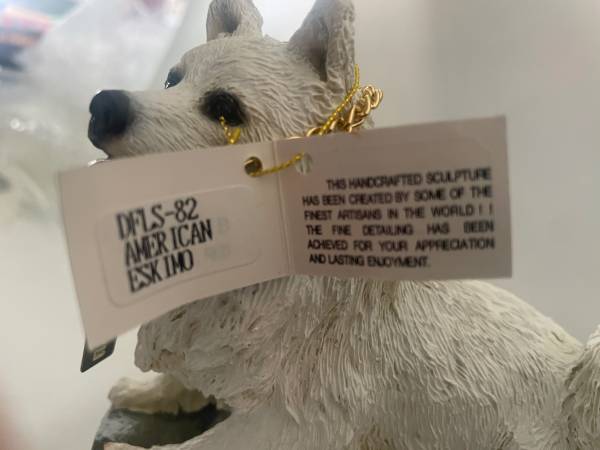 DFLS-82
AMERICAN
ESKIMO
THIS HANDCRAFTED SCULPTURE
HAS BEEN CREATED BY SOME OF THE
FINEST ARTISANS IN THE WORLD ! !
THE FINE DETAILING HAS BEEN
ACHIEVED FOR YOUR APPRECIATION
AND LASTING ENJOYMENT.